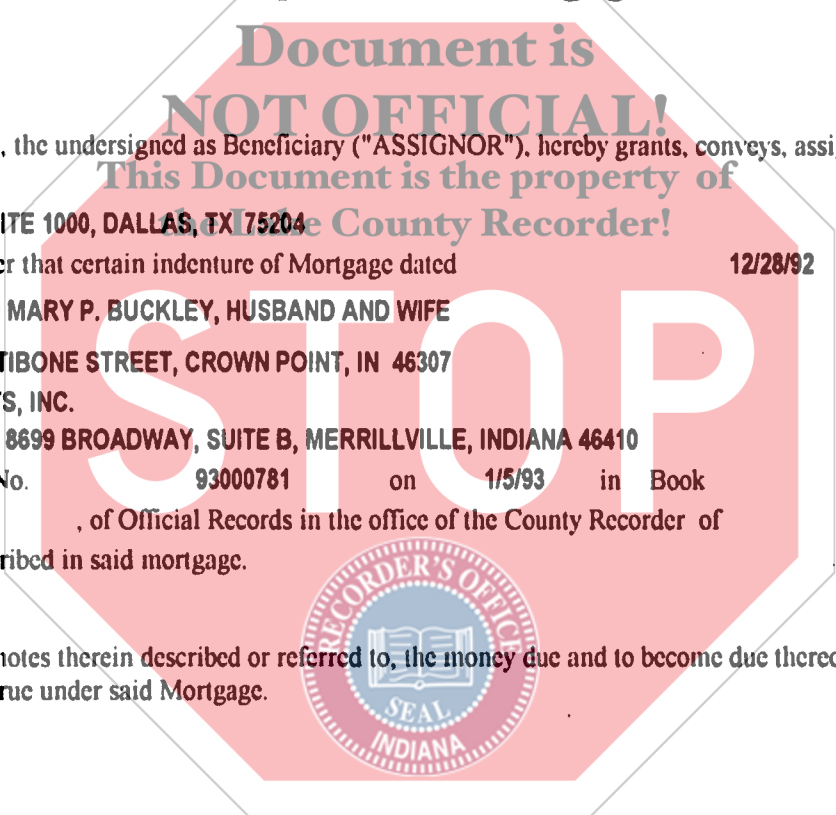 Document is
NOT OFFICIAL!
, the undersigned as Beneficiary ("ASSIGNOR"), hereby grants, conveys, assi
This Document is the property of
the Lake County Recorder!
ITE 1000, DALLAS, TX 75204
er that certain indenture of Mortgage dated 12/28/92
MARY P. BUCKLEY, HUSBAND AND WIFE
TIBONE STREET, CROWN POINT, IN 46307
S, INC.
8699 BROADWAY, SUITE B, MERRILLVILLE, INDIANA 46410
No. 93000781 on 1/5/93 in Book
, of Official Records in the office of the County Recorder of
ribed in said mortgage.
notes therein described or referred to, the money due and to become due thereo
rue under said Mortgage.
STOP
RECORDER'S OFFICE
SEAL
INDIANA